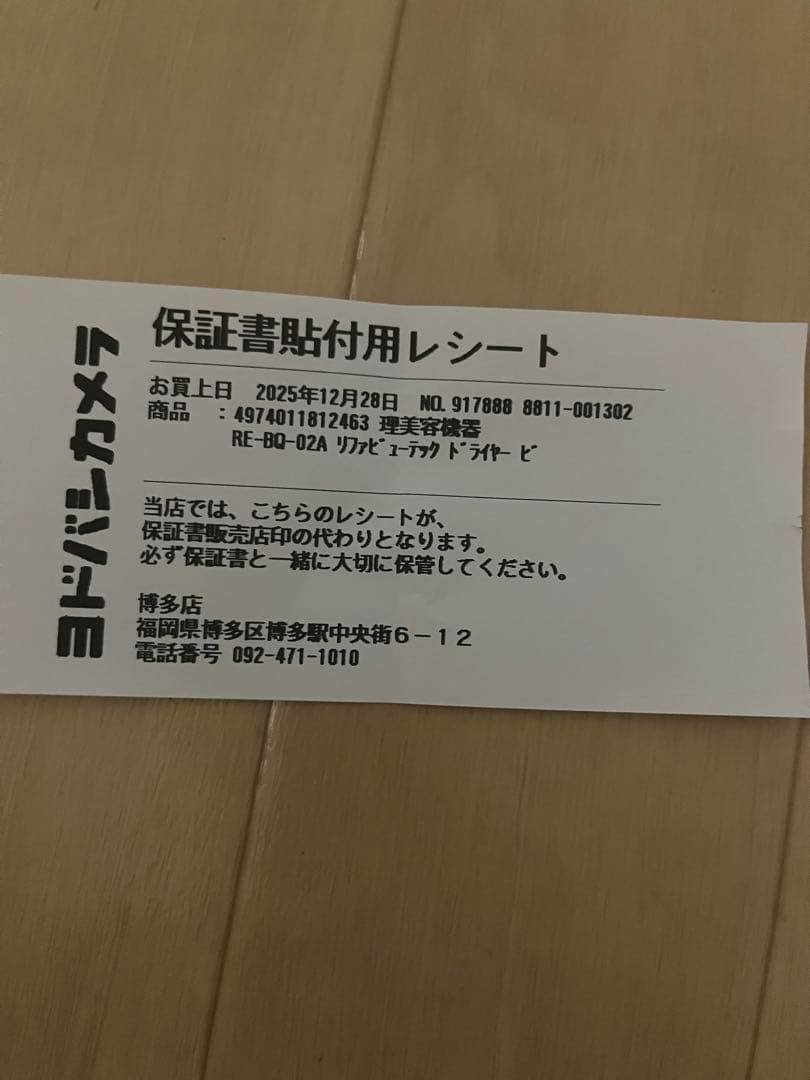 ヨドバシカメラ
保証書貼付用レシート
お買上日 2025年12月28日 NO.917888 8811-001302
商品 :4974011812463 理美容機器
RE-BQ-02A ﾘﾌｧﾋﾞｭｰﾃｯｸ ﾄﾞﾗｲﾔｰ ﾋﾞ
当店では、こちらのレシートが、
保証書販売店印の代わりとなります。
必ず保証書と一緒に大切に保管してください。
博多店
福岡県博多区博多駅中央街6-12
電話番号 092-471-1010